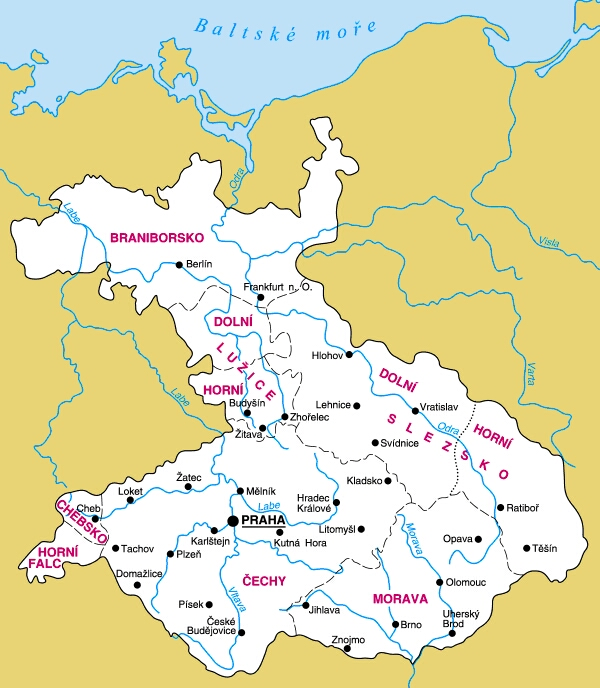 Baltské moře
Odra
Labe
BRANIBORSKO
Visla
Berlín
Frankfurt n. O.
DOLNÍ
LUŽICE
Hlohov
DOLNÍ
Varta
Labe
HORNÍ
Budyšín
Lehnice
Vratislav
Zhořelec
SLEZSKO
Odra
HORNÍ
Žitava
Svídnice
Žatec
Kladsko
Loket
Mělník
Hradec
Králové
Labe
Cheb
CHEBSKO
PRAHA
Ratiboř
Karlštejn
Kutná Hora
Litomyšl
Morava
Opava
HORNÍ
FALC
Tachov
Plzeň
Těšín
Domažlice
ČECHY
Olomouc
Vltava
MORAVA
Písek
Jihlava
Uherský
Brod
České
Budějovice
Brno
Znojmo